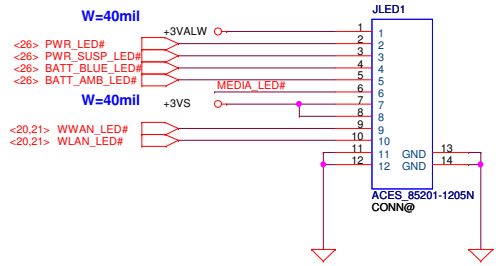 W=40mil
JLED1
+3VALW 1 1
<26> PWR_LED# 2 2
<26> PWR_SUSP_LED# 3 3
<26> BATT_BLUE_LED# 4 4
<26> BATT_AMB_LED# 5 5
MEDIA_LED# 6 6
W=40mil
+3VS 7 7
8 8
<20,21> WWAN_LED# 9 9
<20,21> WLAN_LED# 10 10
11 11 GND 13
12 12 GND 14
ACES_85201-1205N
CONN@